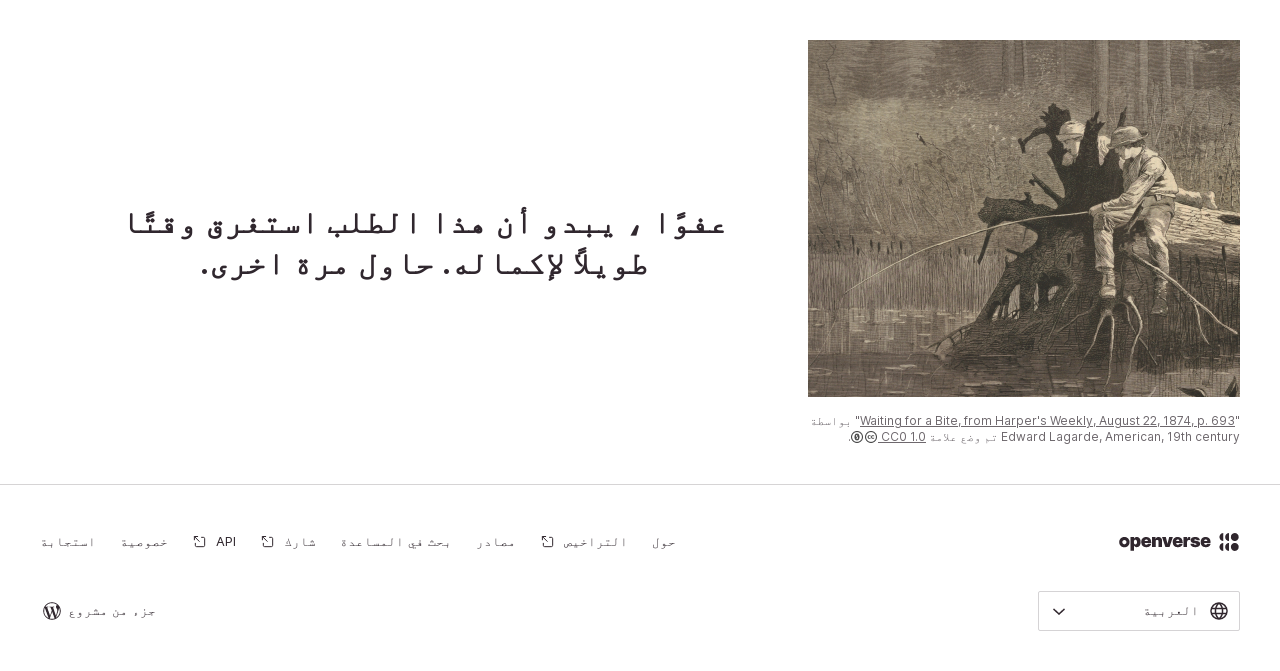 عفوًا ، يبدو أن هذا الطلب استغرق وقتًا
طويلاً لإكماله. حاول مرة اخرى.
"Waiting for a Bite, from Harper's Weekly, August 22, 1874, p. 693" بواسطة
Edward Lagarde, American, 19th century تم وضع علامة CC0 1.0.
openverse
حول
التراخيص
مصادر
بحث في المساعدة
شارك
API
خصوصية
استجابة
العربية
جزء من مشروع